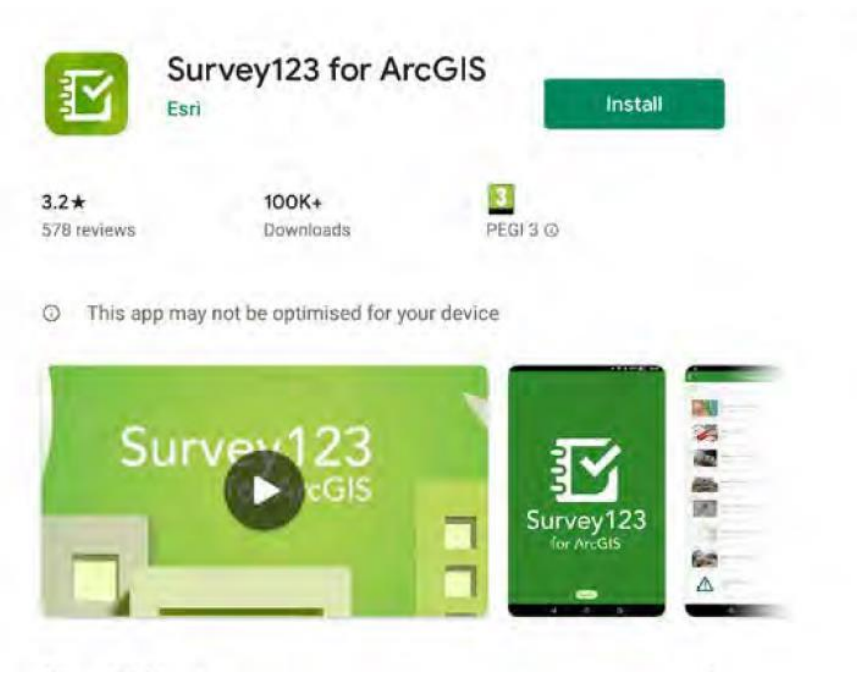 Survey123 for ArcGIS
Esri
Install
3.2★
578 reviews
100K+
Downloads
3
PEGI 3
This app may not be optimised for your device
Survey123
for ArcGIS
Survey123
for ArcGIS